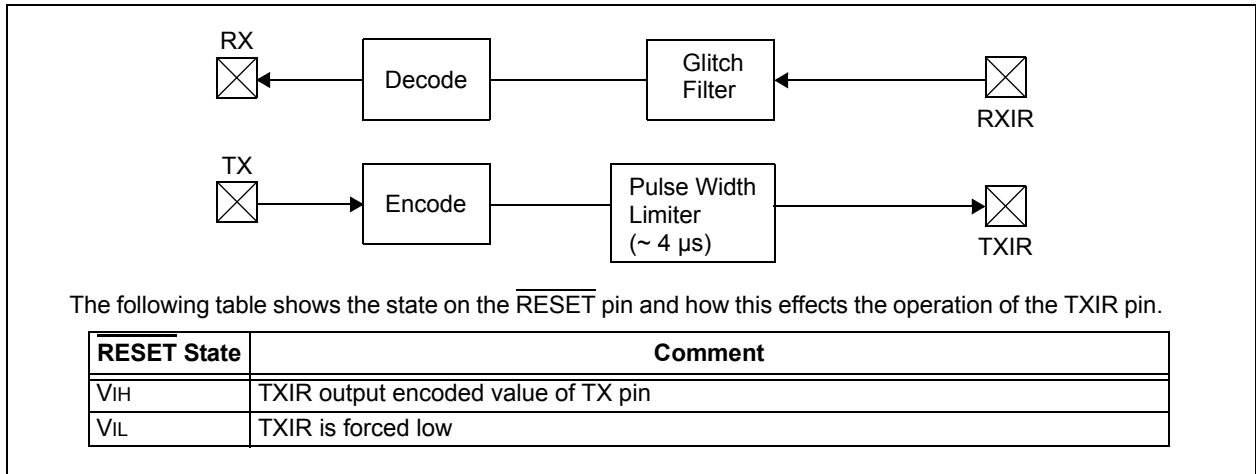 RX
Decode
Glitch
Filter
RXIR
TX
Encode
Pulse Width
Limiter
(~ 4 µs)
TXIR
The following table shows the state on the RESET pin and how this effects the operation of the TXIR pin.
RESET State Comment
VIH TXIR output encoded value of TX pin
VIL TXIR is forced low